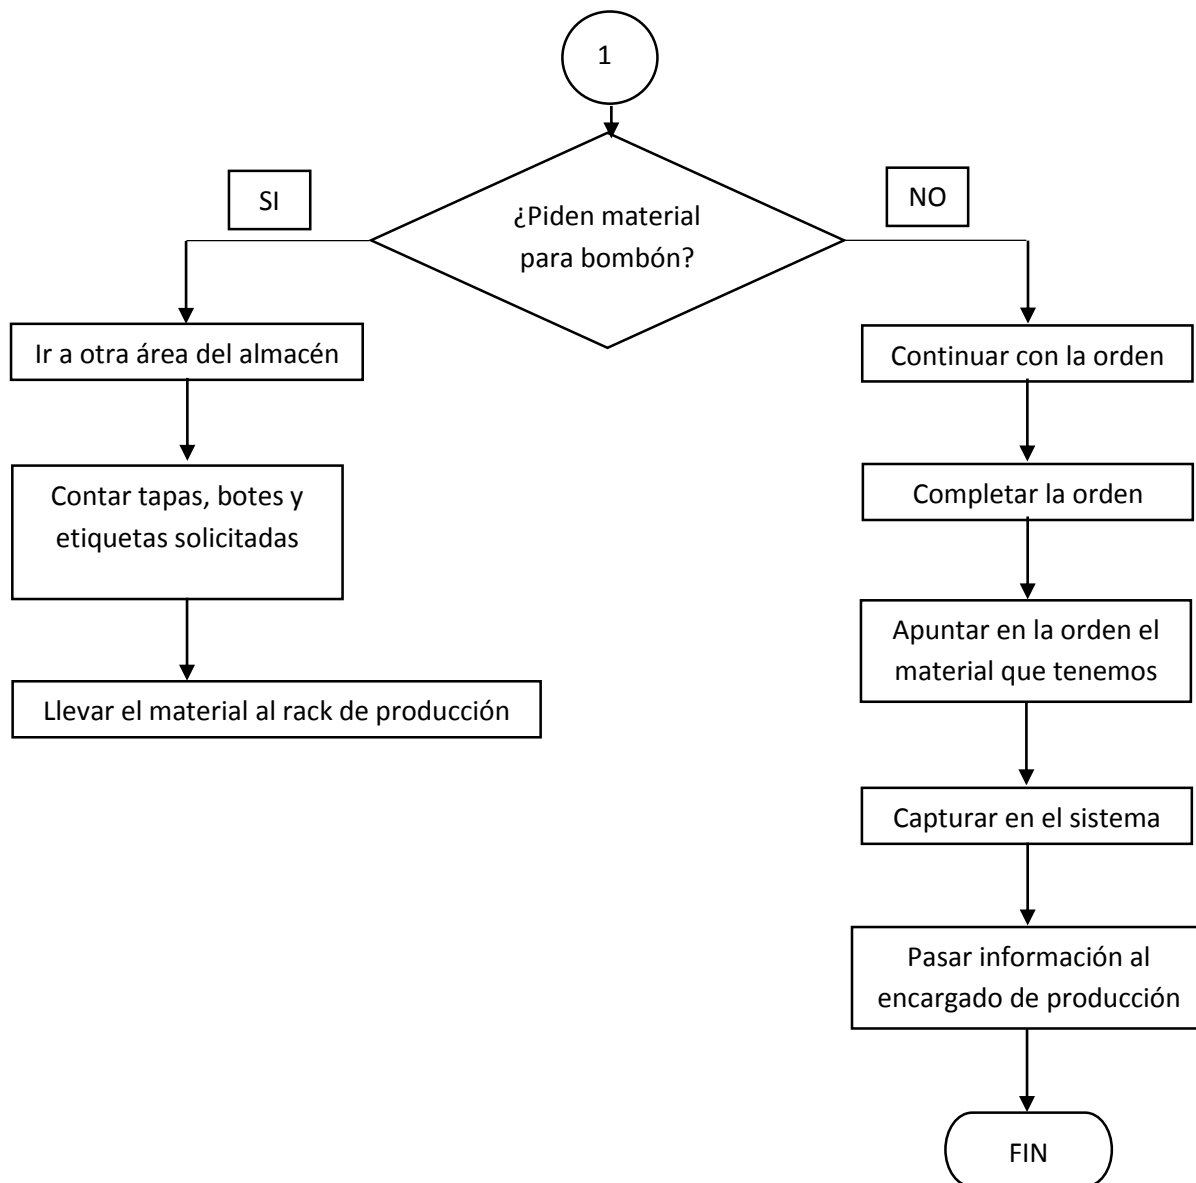 1
¿Piden material
para bombón?
SI
NO
Ir a otra área del almacén
Contar tapas, botes y
etiquetas solicitadas
Llevar el material al rack de producción
Continuar con la orden
Completar la orden
Apuntar en la orden el
material que tenemos
Capturar en el sistema
Pasar información al
encargado de producción
FIN